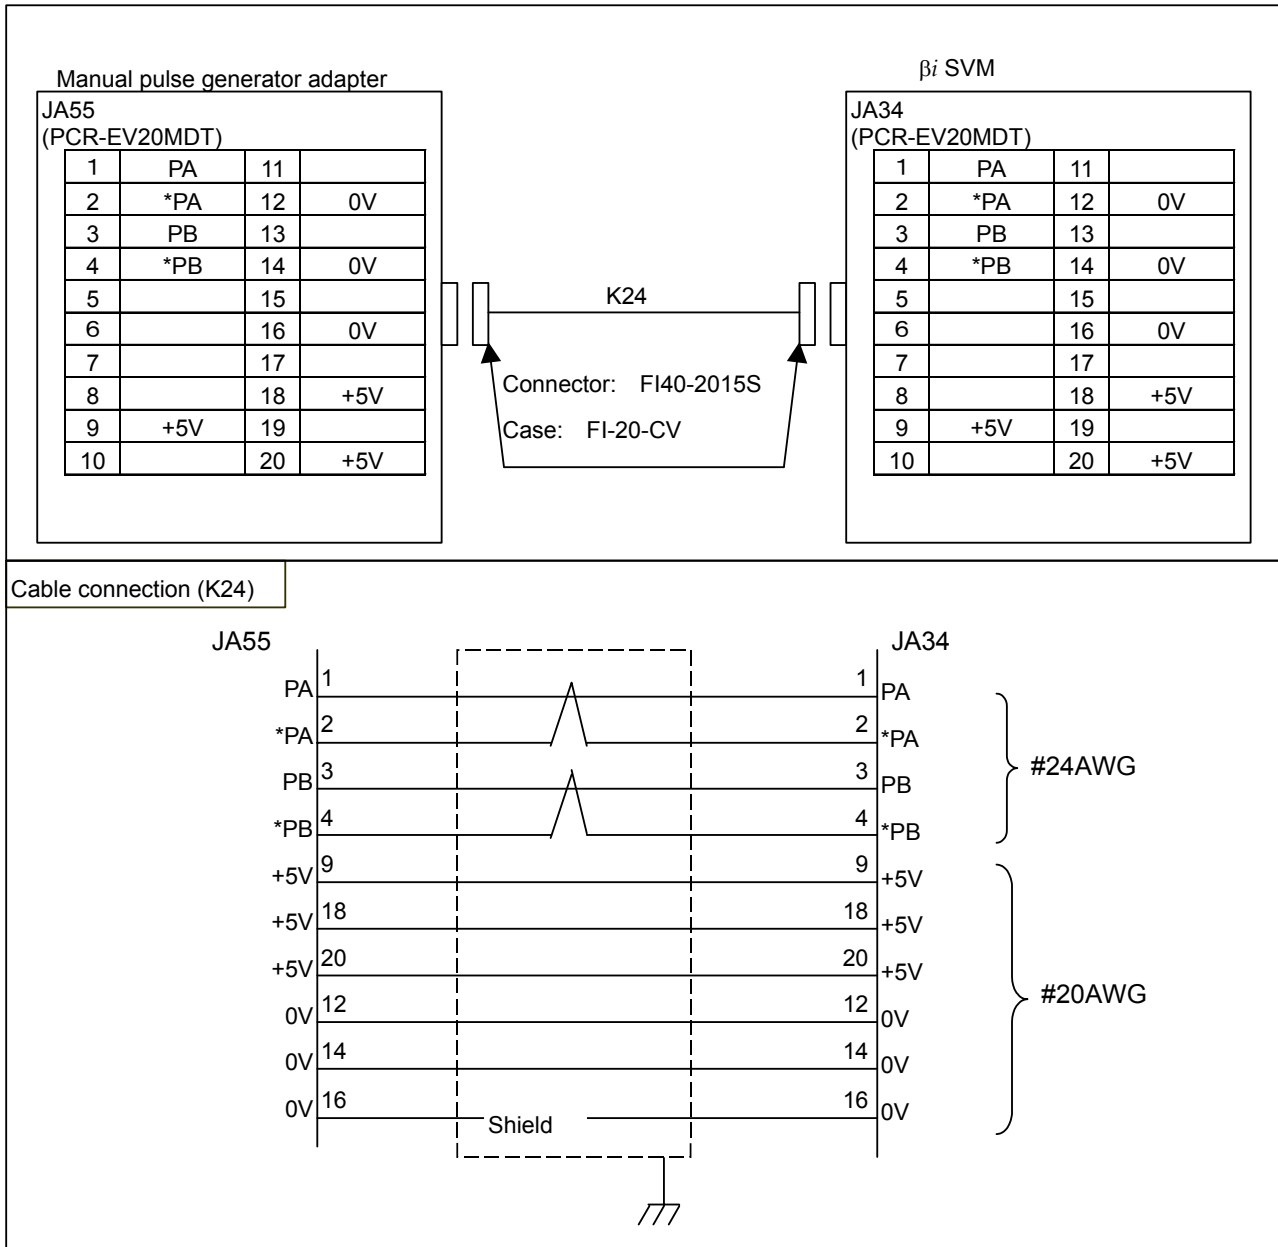 Manual pulse generator adapter
βi SVM
JA55
(PCR-EV20MDT)
1 PA 11
2 *PA 12 0V
3 PB 13
4 *PB 14 0V
5 15
6 16 0V
7 17
8 18 +5V
9 +5V 19
10 20 +5V
K24
Connector: FI40-2015S
Case: FI-20-CV
JA34
(PCR-EV20MDT)
1 PA 11
2 *PA 12 0V
3 PB 13
4 *PB 14 0V
5 15
6 16 0V
7 17
8 18 +5V
9 +5V 19
10 20 +5V
Cable connection (K24)
JA55 JA34
PA 1 1 PA
*PA 2 2 *PA
PB 3 3 PB
*PB 4 4 *PB
#24AWG
+5V 9 9 +5V
+5V 18 18 +5V
+5V 20 20 +5V
0V 12 12 0V
0V 14 14 0V
0V 16 16 0V
#20AWG
Shield